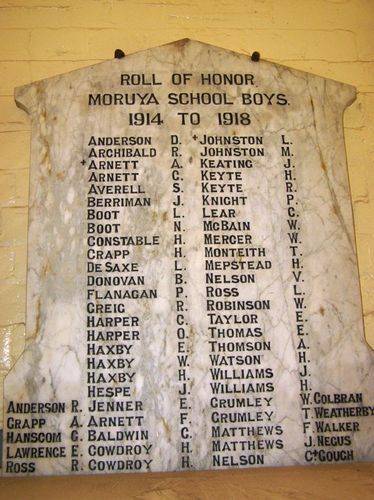 ROLL OF HONOR
MORUYA SCHOOL BOYS.
1914 TO 1918
ANDERSON D. +JOHNSTON L.
ARCHIBALD R. JOHNSTON M.
+ARNETT A. KEATING J.
ARNETT C. KEYTE H.
AVERELL S. KEYTE R.
BERRIMAN J. KNIGHT P.
BOOT L. LEAR C.
BOOT N. McBAIN W.
CONSTABLE H. MERCER W.
CRAPP H. MONTEITH T.
DESAXE L. MEPSTEAD H.
DONOVAN B. NELSON V.
FLANAGAN P. ROSS L.
GREIG R. ROBINSON W.
HARPER C. TAYLOR E.
HARPER O. THOMAS E.
HAXBY E. THOMSON A.
HAXBY W. WATSON H.
HAXBY H. WILLIAMS J.
HESPE J. WILLIAMS H.
ANDERSON R. JENNER E. GRUMLEY W. COLBRAN
CRAPP A. ARNETT F. GRUMLEY T. WEATHERBY
HANSCOM G. BALDWIN C. MATTHEWS F. WALKER
LAWRENCE E. COWDROY H. MATTHEWS J. NEGUS
ROSS R. COWDROY H. NELSON C+GOUGH